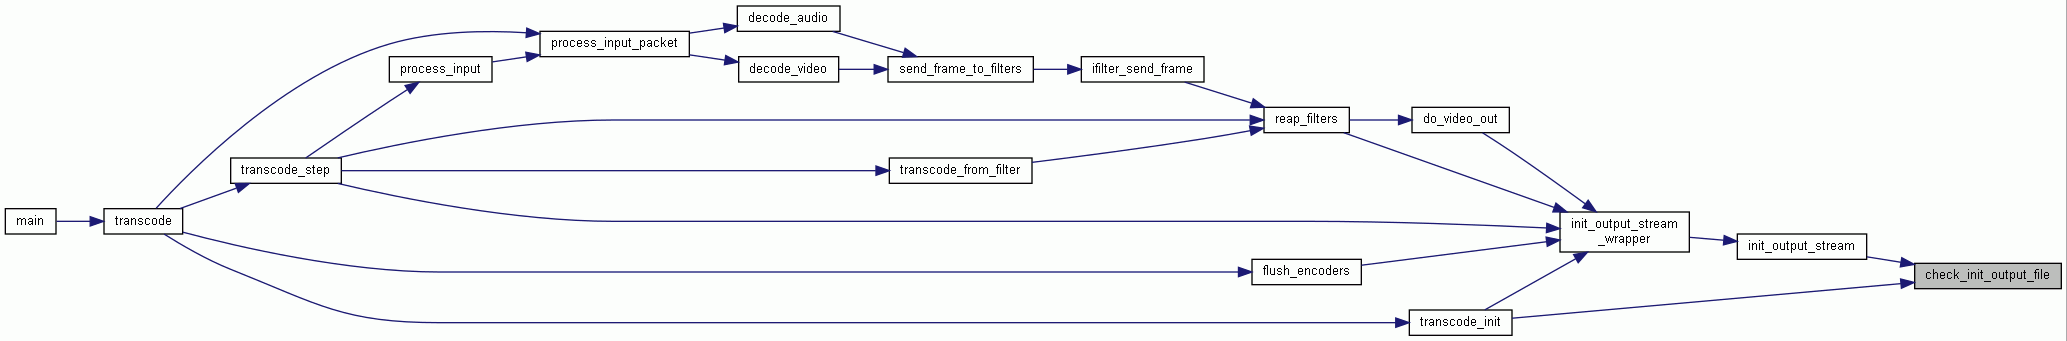 decode_audio
process_input_packet
process_input
decode_video
send_frame_to_filters
ifilter_send_frame
reap_filters
do_video_out
transcode_step
transcode_from_filter
main
transcode
init_output_stream
_wrapper
init_output_stream
flush_encoders
check_init_output_file
transcode_init